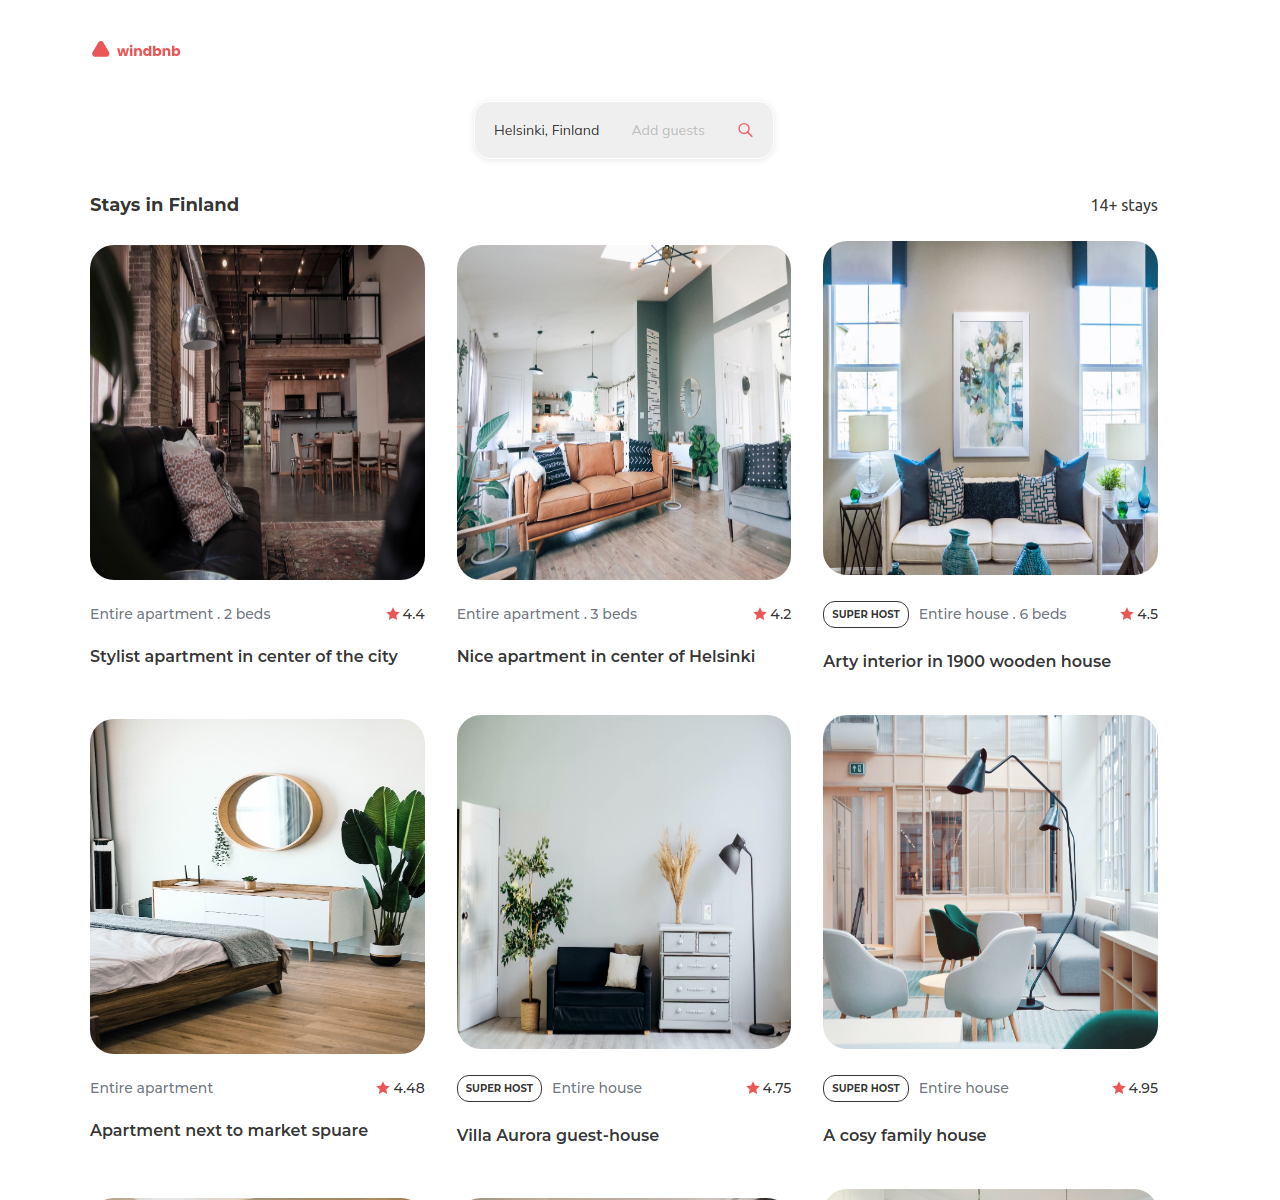 windbnb
Helsinki, Finland
Add guests
Stays in Finland
14+ stays
Entire apartment . 2 beds
4.4
Stylist apartment in center of the city
Entire apartment . 3 beds
4.2
Nice apartment in center of Helsinki
SUPER HOST
Entire house . 6 beds
4.5
Arty interior in 1900 wooden house
Entire apartment
4.48
Apartment next to market spuare
SUPER HOST
Entire house
4.75
Villa Aurora guest-house
SUPER HOST
Entire house
4.95
A cosy family house